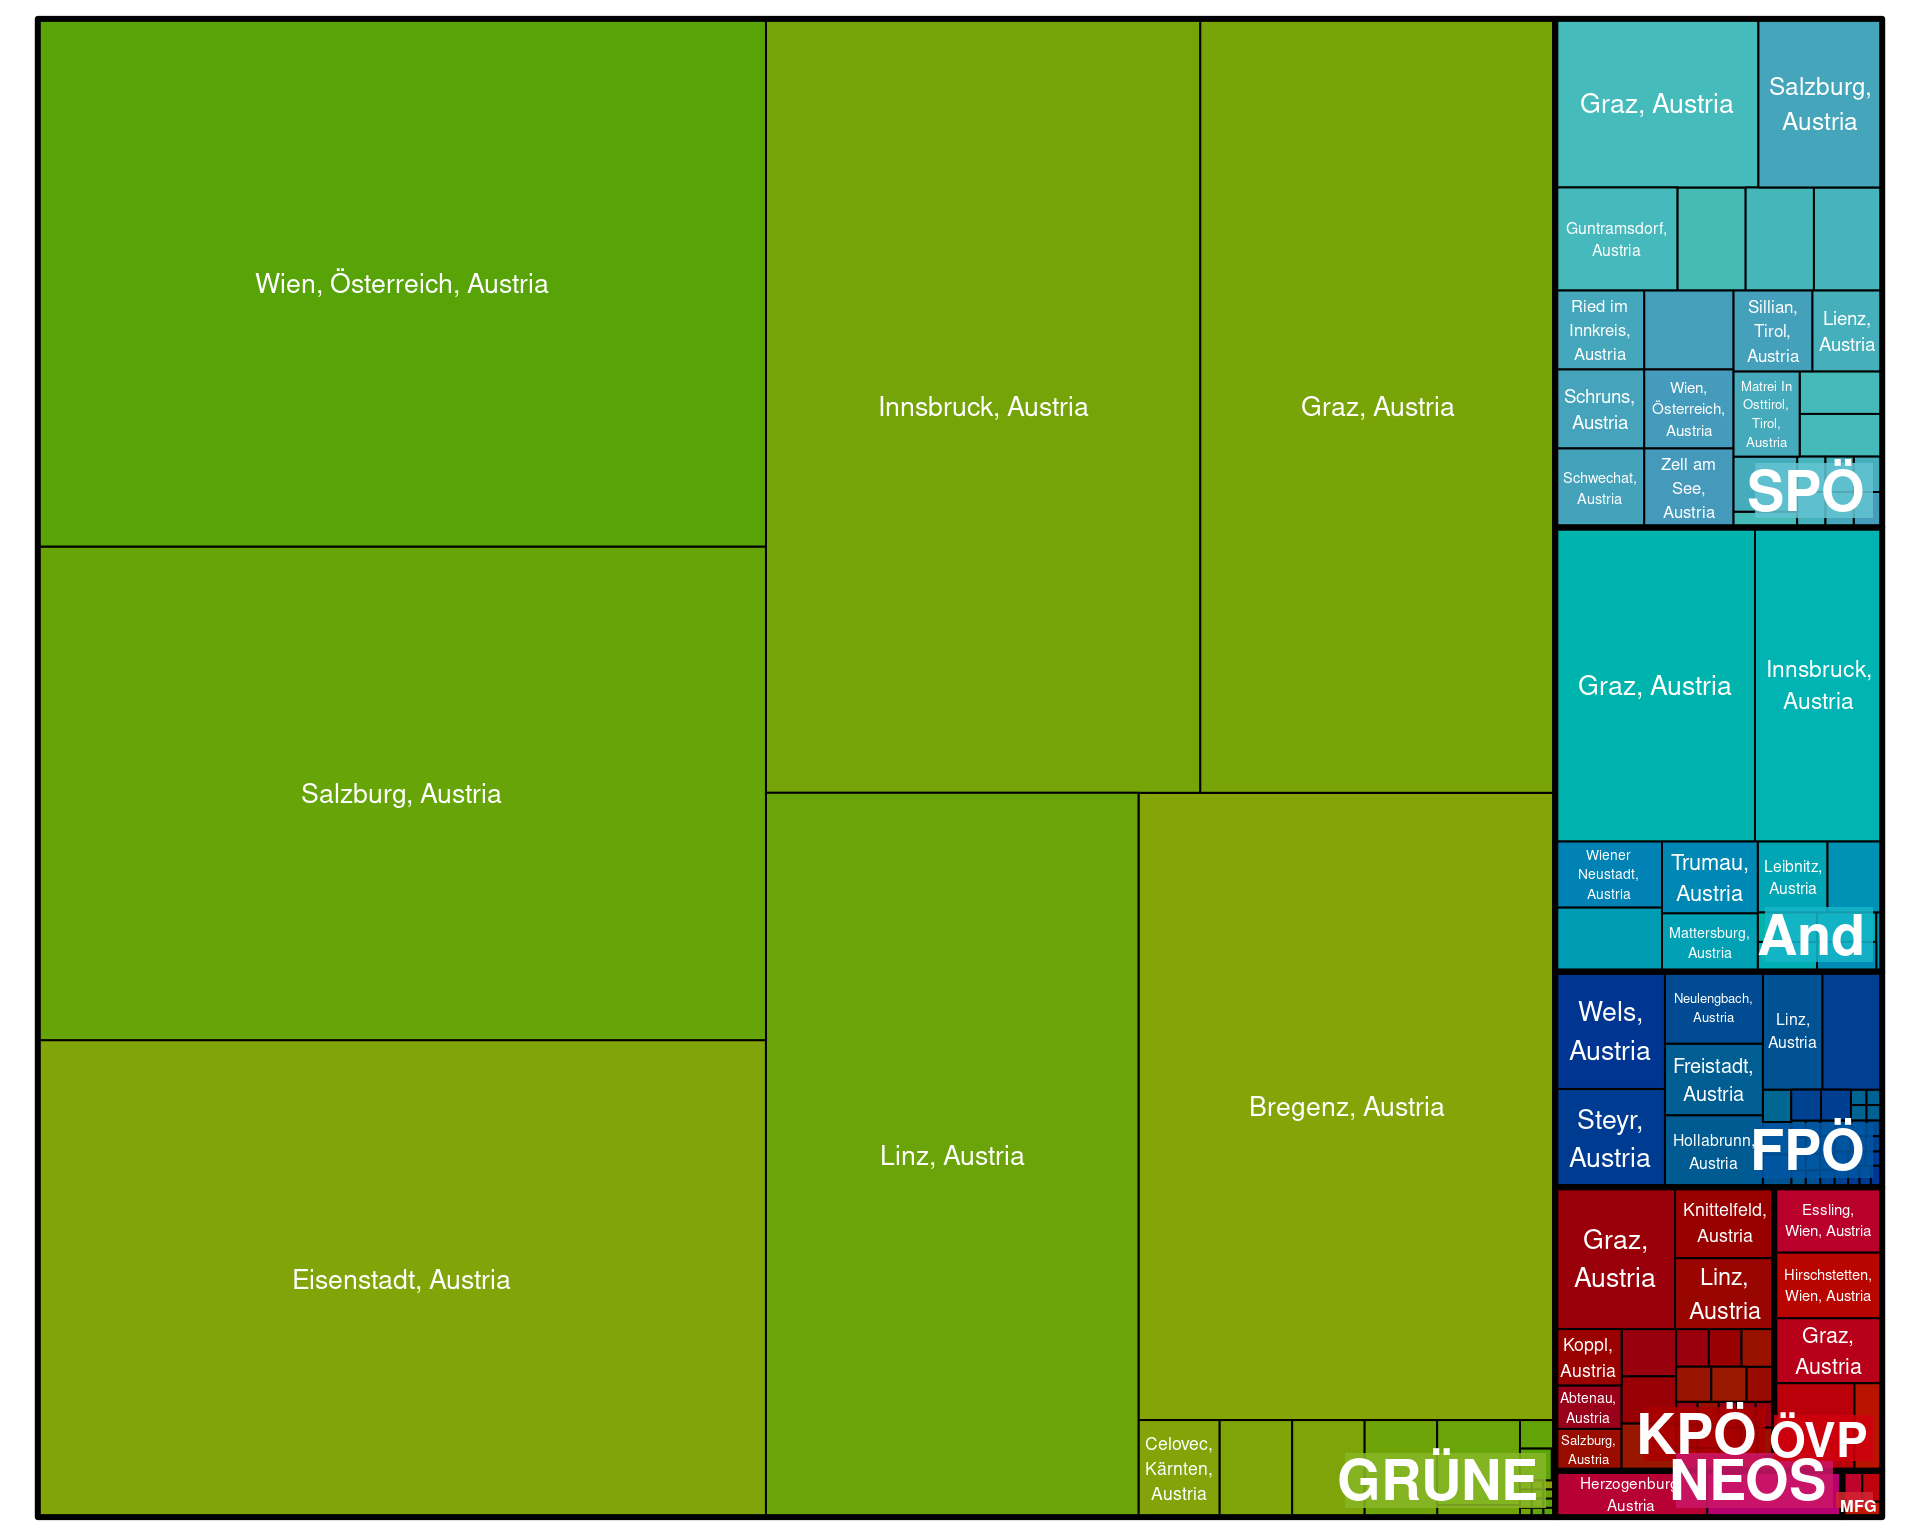 Wien, Österreich, Austria
Salzburg, Austria
Eisenstadt, Austria
Innsbruck, Austria
Graz, Austria
Linz, Austria
Bregenz, Austria
Celovec,
Kärnten,
Austria
GRÜNE
Graz, Austria
Salzburg,
Austria
Guntramsdorf,
Austria
Ried im
Innkreis,
Austria
Sillian,
Tirol,
Austria
Lienz,
Austria
Schruns,
Austria
Wien,
Österreich,
Austria
Matrei In
Osttirol,
Tirol,
Austria
Schwechat,
Austria
Zell am
See,
Austria
SPÖ
Graz, Austria
Innsbruck,
Austria
Wiener
Neustadt,
Austria
Trumau,
Austria
Leibnitz,
Austria
Mattersburg,
Austria
And
Wels,
Austria
Neulengbach,
Austria
Linz,
Austria
Freistadt,
Austria
Steyr,
Austria
Hollabrunn,
Austria
FPÖ
Graz,
Austria
Knittelfeld,
Austria
Linz,
Austria
Koppl,
Austria
Abtenau,
Austria
Salzburg,
Austria
KPÖ
Essling,
Wien, Austria
Hirschstetten,
Wien, Austria
Graz,
Austria
ÖVP
Herzogenburg
Austria
NEOS
MFG